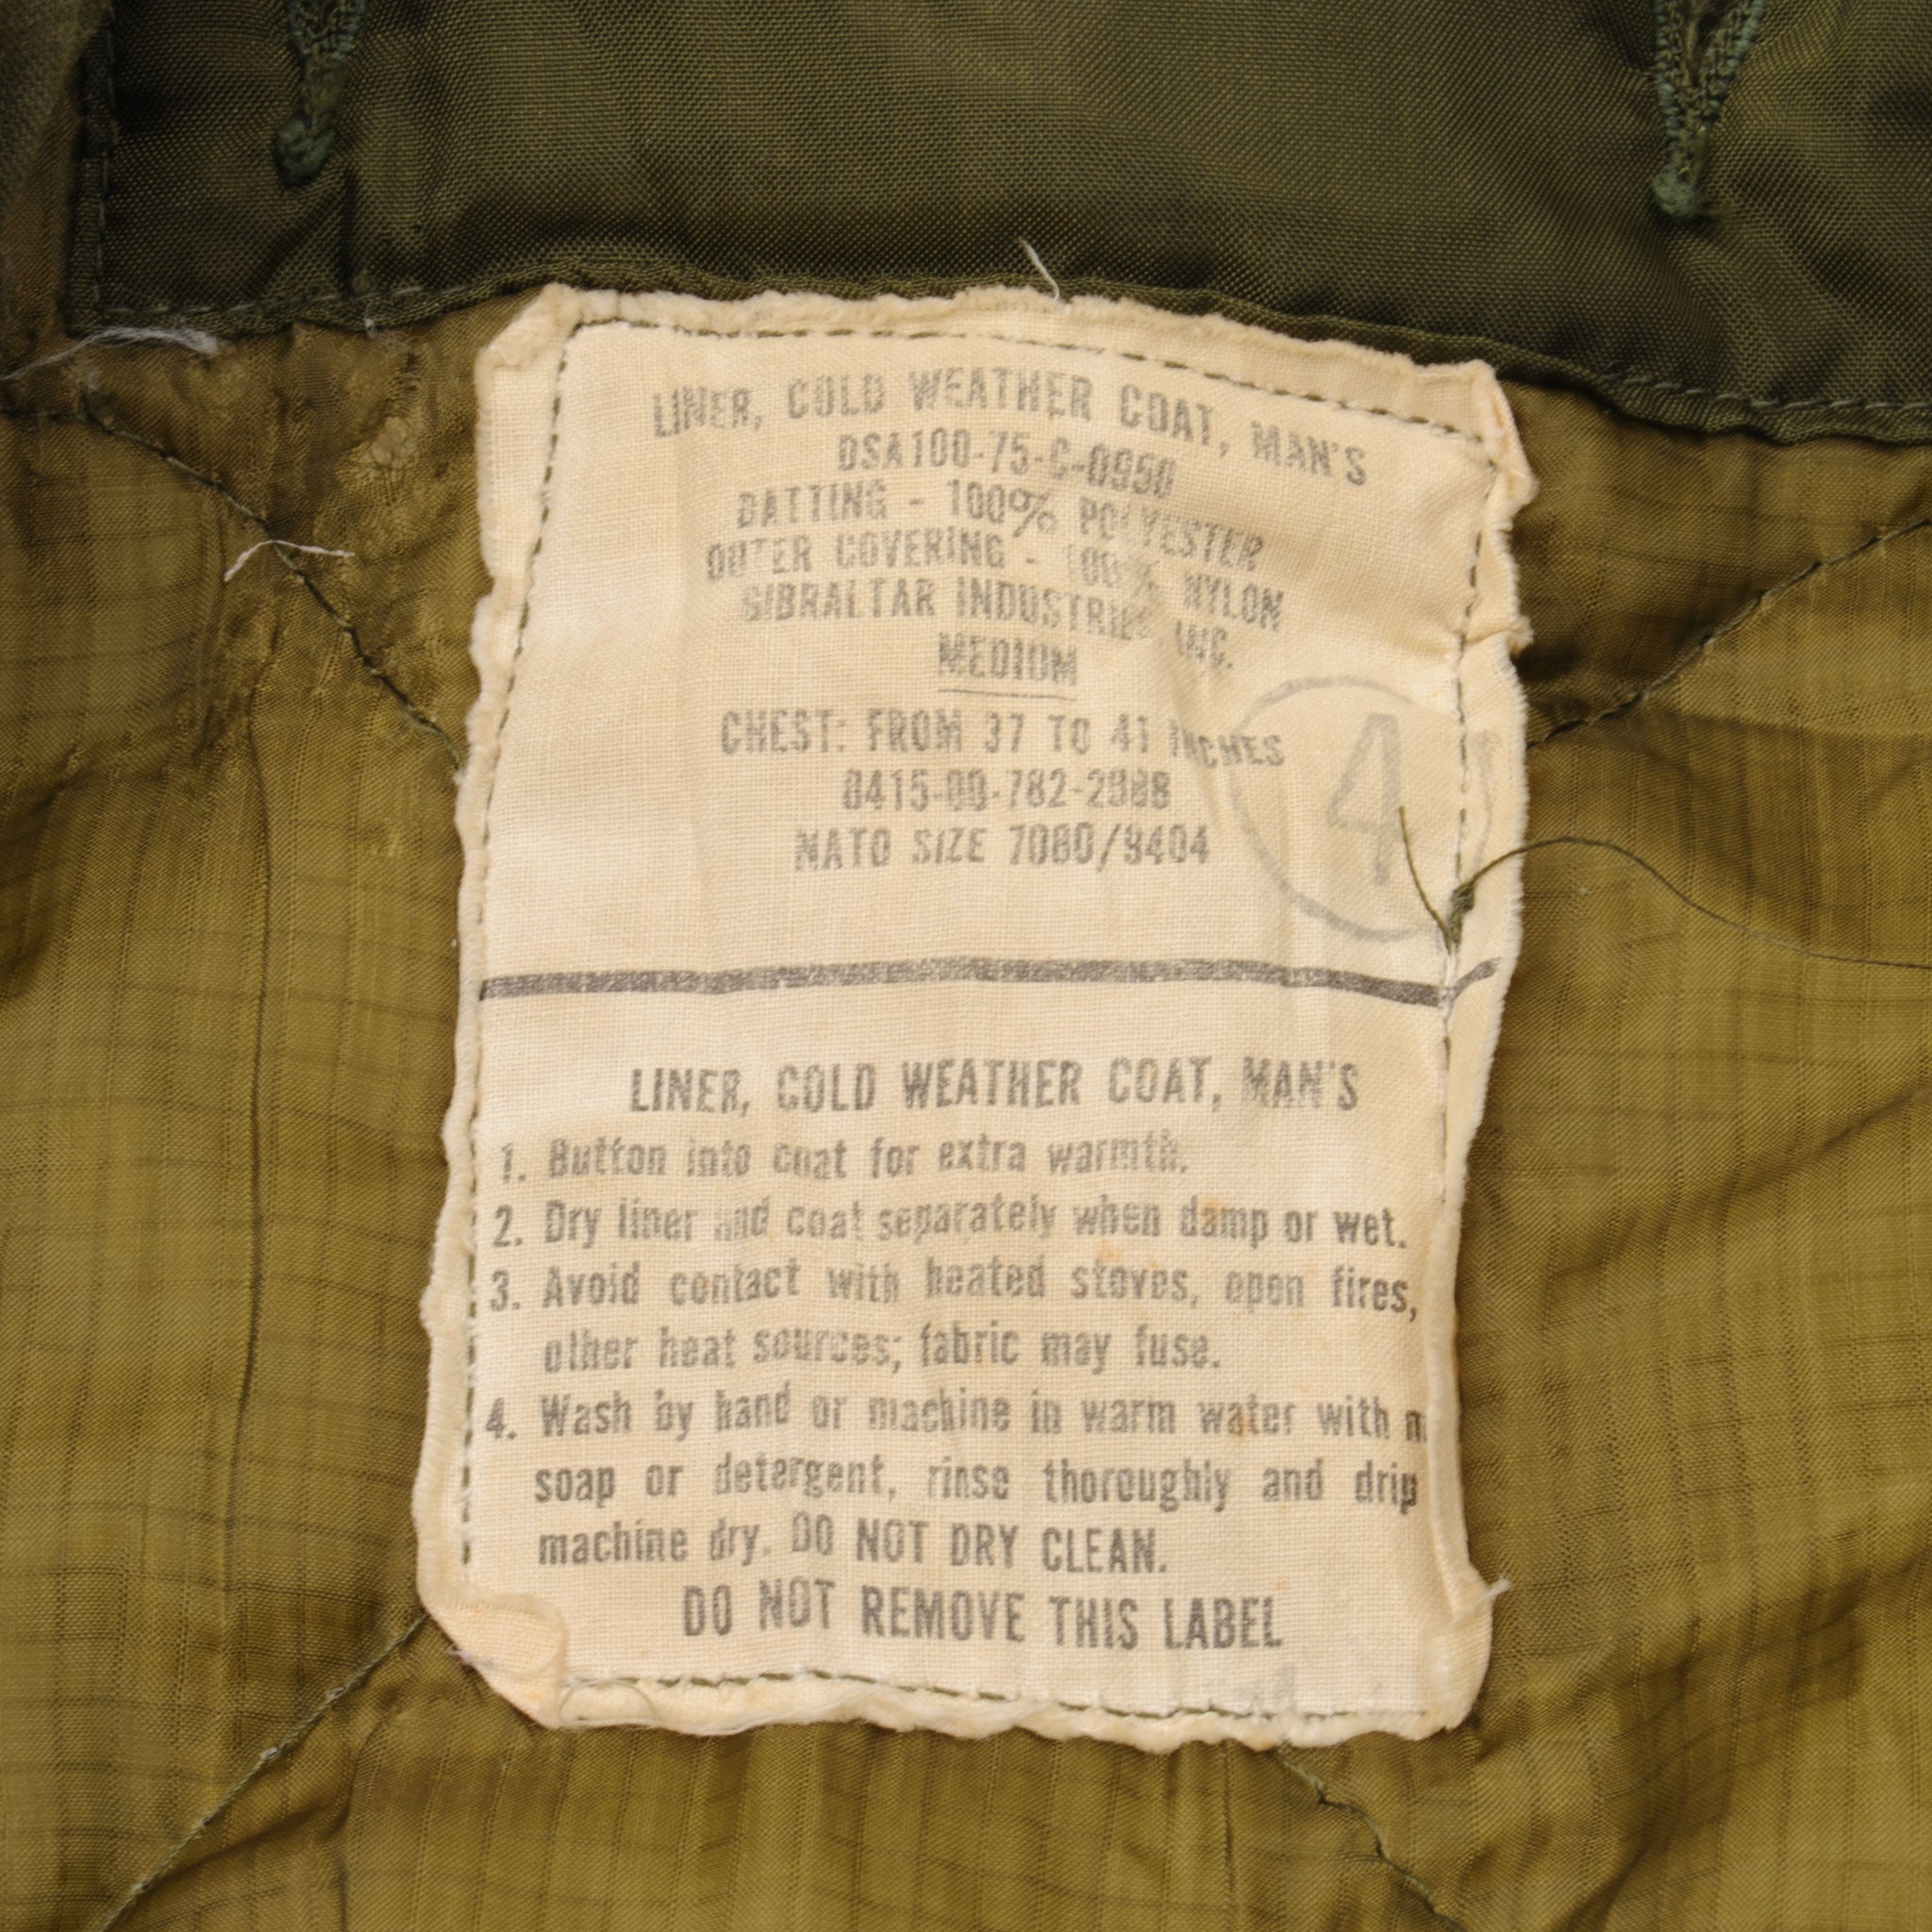 LINER, COLD WEATHER COAT, MAN'S
DSA100-75-C-0950
BATTING - 100% POLYESTER
OUTER COVERING - 100% NYLON
GIBRALTAR INDUSTRIES INC.
MEDIUM
CHEST: FROM 37 TO 41 INCHES
8415-00-782-2888
NATO SIZE 7080/9404
4
LINER, COLD WEATHER COAT, MAN'S
1. Button into coat for extra warmth.
2. Dry liner and coat separately when damp or wet.
3. Avoid contact with heated stoves, open fires,
other heat sources; fabric may fuse.
4. Wash by hand or machine in warm water with
soap or detergent, rinse thoroughly and drip
machine dry. DO NOT DRY CLEAN.
DO NOT REMOVE THIS LABEL